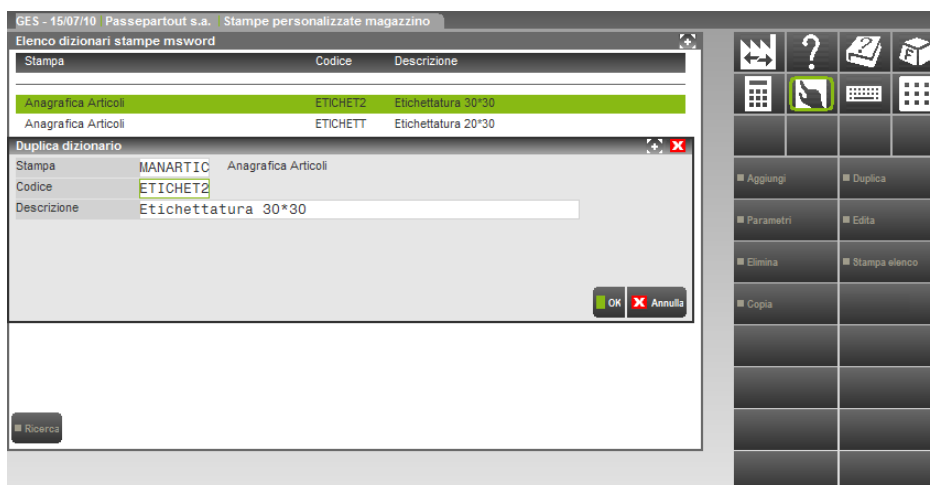 GES - 15/07/10 Passepartout s.a. Stampe personalizzate magazzino
Elenco dizionari stampe msword
Stampa Codice Descrizione
Anagrafica Articoli ETICHET2 Etichettatura 30*30
Anagrafica Articoli ETICHETT Etichettatura 20*30
Duplica dizionario
Stampa MANARTIC Anagrafica Articoli
Codice ETICHET2
Descrizione Etichettatura 30*30
OK Annulla
Ricerca
Aggiungi Duplica
Parametri Edita
Elimina Stampa elenco
Copia